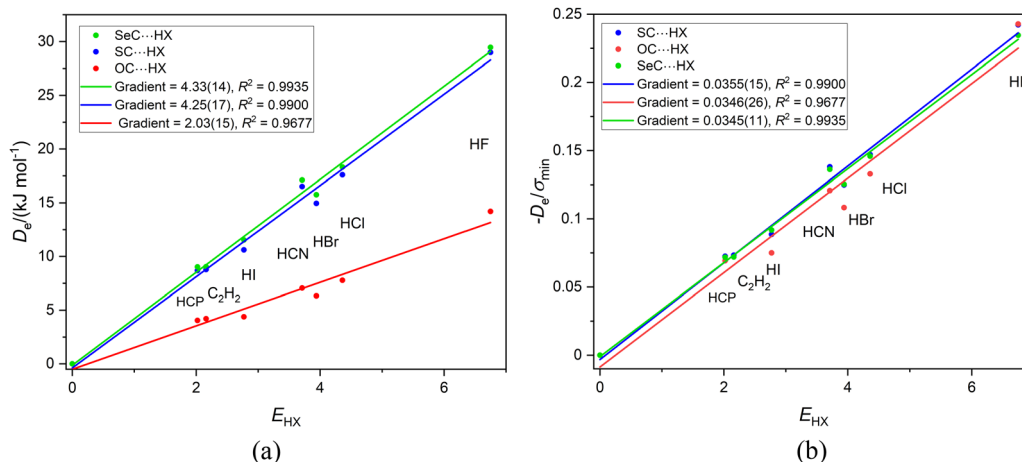 SeC···HX
SC···HX
OC···HX
Gradient = 4.33(14), R² = 0.9935
Gradient = 4.25(17), R² = 0.9900
Gradient = 2.03(15), R² = 0.9677
30
25
20
15
10
5
0
Dₑ/(kJ mol⁻¹)
HF
HCl
HBr
HCN
HI
C₂H₂
HCP
0
2
4
6
E_HX
(a)
SC···HX
OC···HX
SeC···HX
Gradient = 0.0355(15), R² = 0.9900
Gradient = 0.0346(26), R² = 0.9677
Gradient = 0.0345(11), R² = 0.9935
0.25
0.2
0.15
0.1
0.05
0
-Dₑ/σ_min
HCl
HBr
HCN
HI
C₂H₂
HCP
0
2
4
6
E_HX
(b)